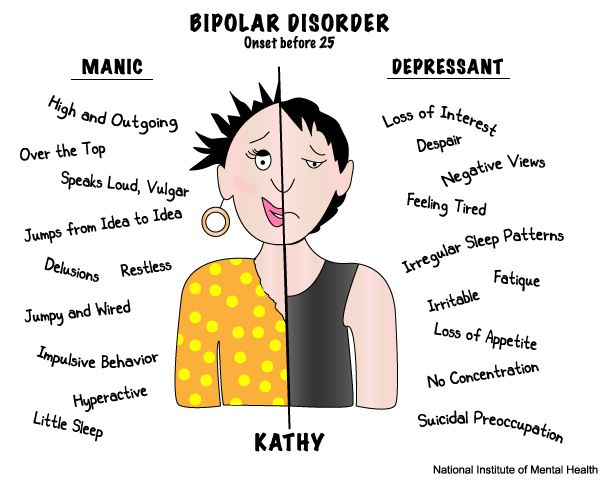 BIPOLAR DISORDER
Onset before 25
MANIC
High and Outgoing
Over the Top
Speaks Loud, Vulgar
Jumps from Idea to Idea
Delusions
Restless
Jumpy and Wired
Impulsive Behavior
Hyperactive
Little Sleep
DEPRESSANT
Loss of Interest
Despair
Negative Views
Feeling Tired
Irregular Sleep Patterns
Fatique
Irritable
Loss of Appetite
No Concentration
Suicidal Preoccupation
KATHY
National Institute of Mental Health